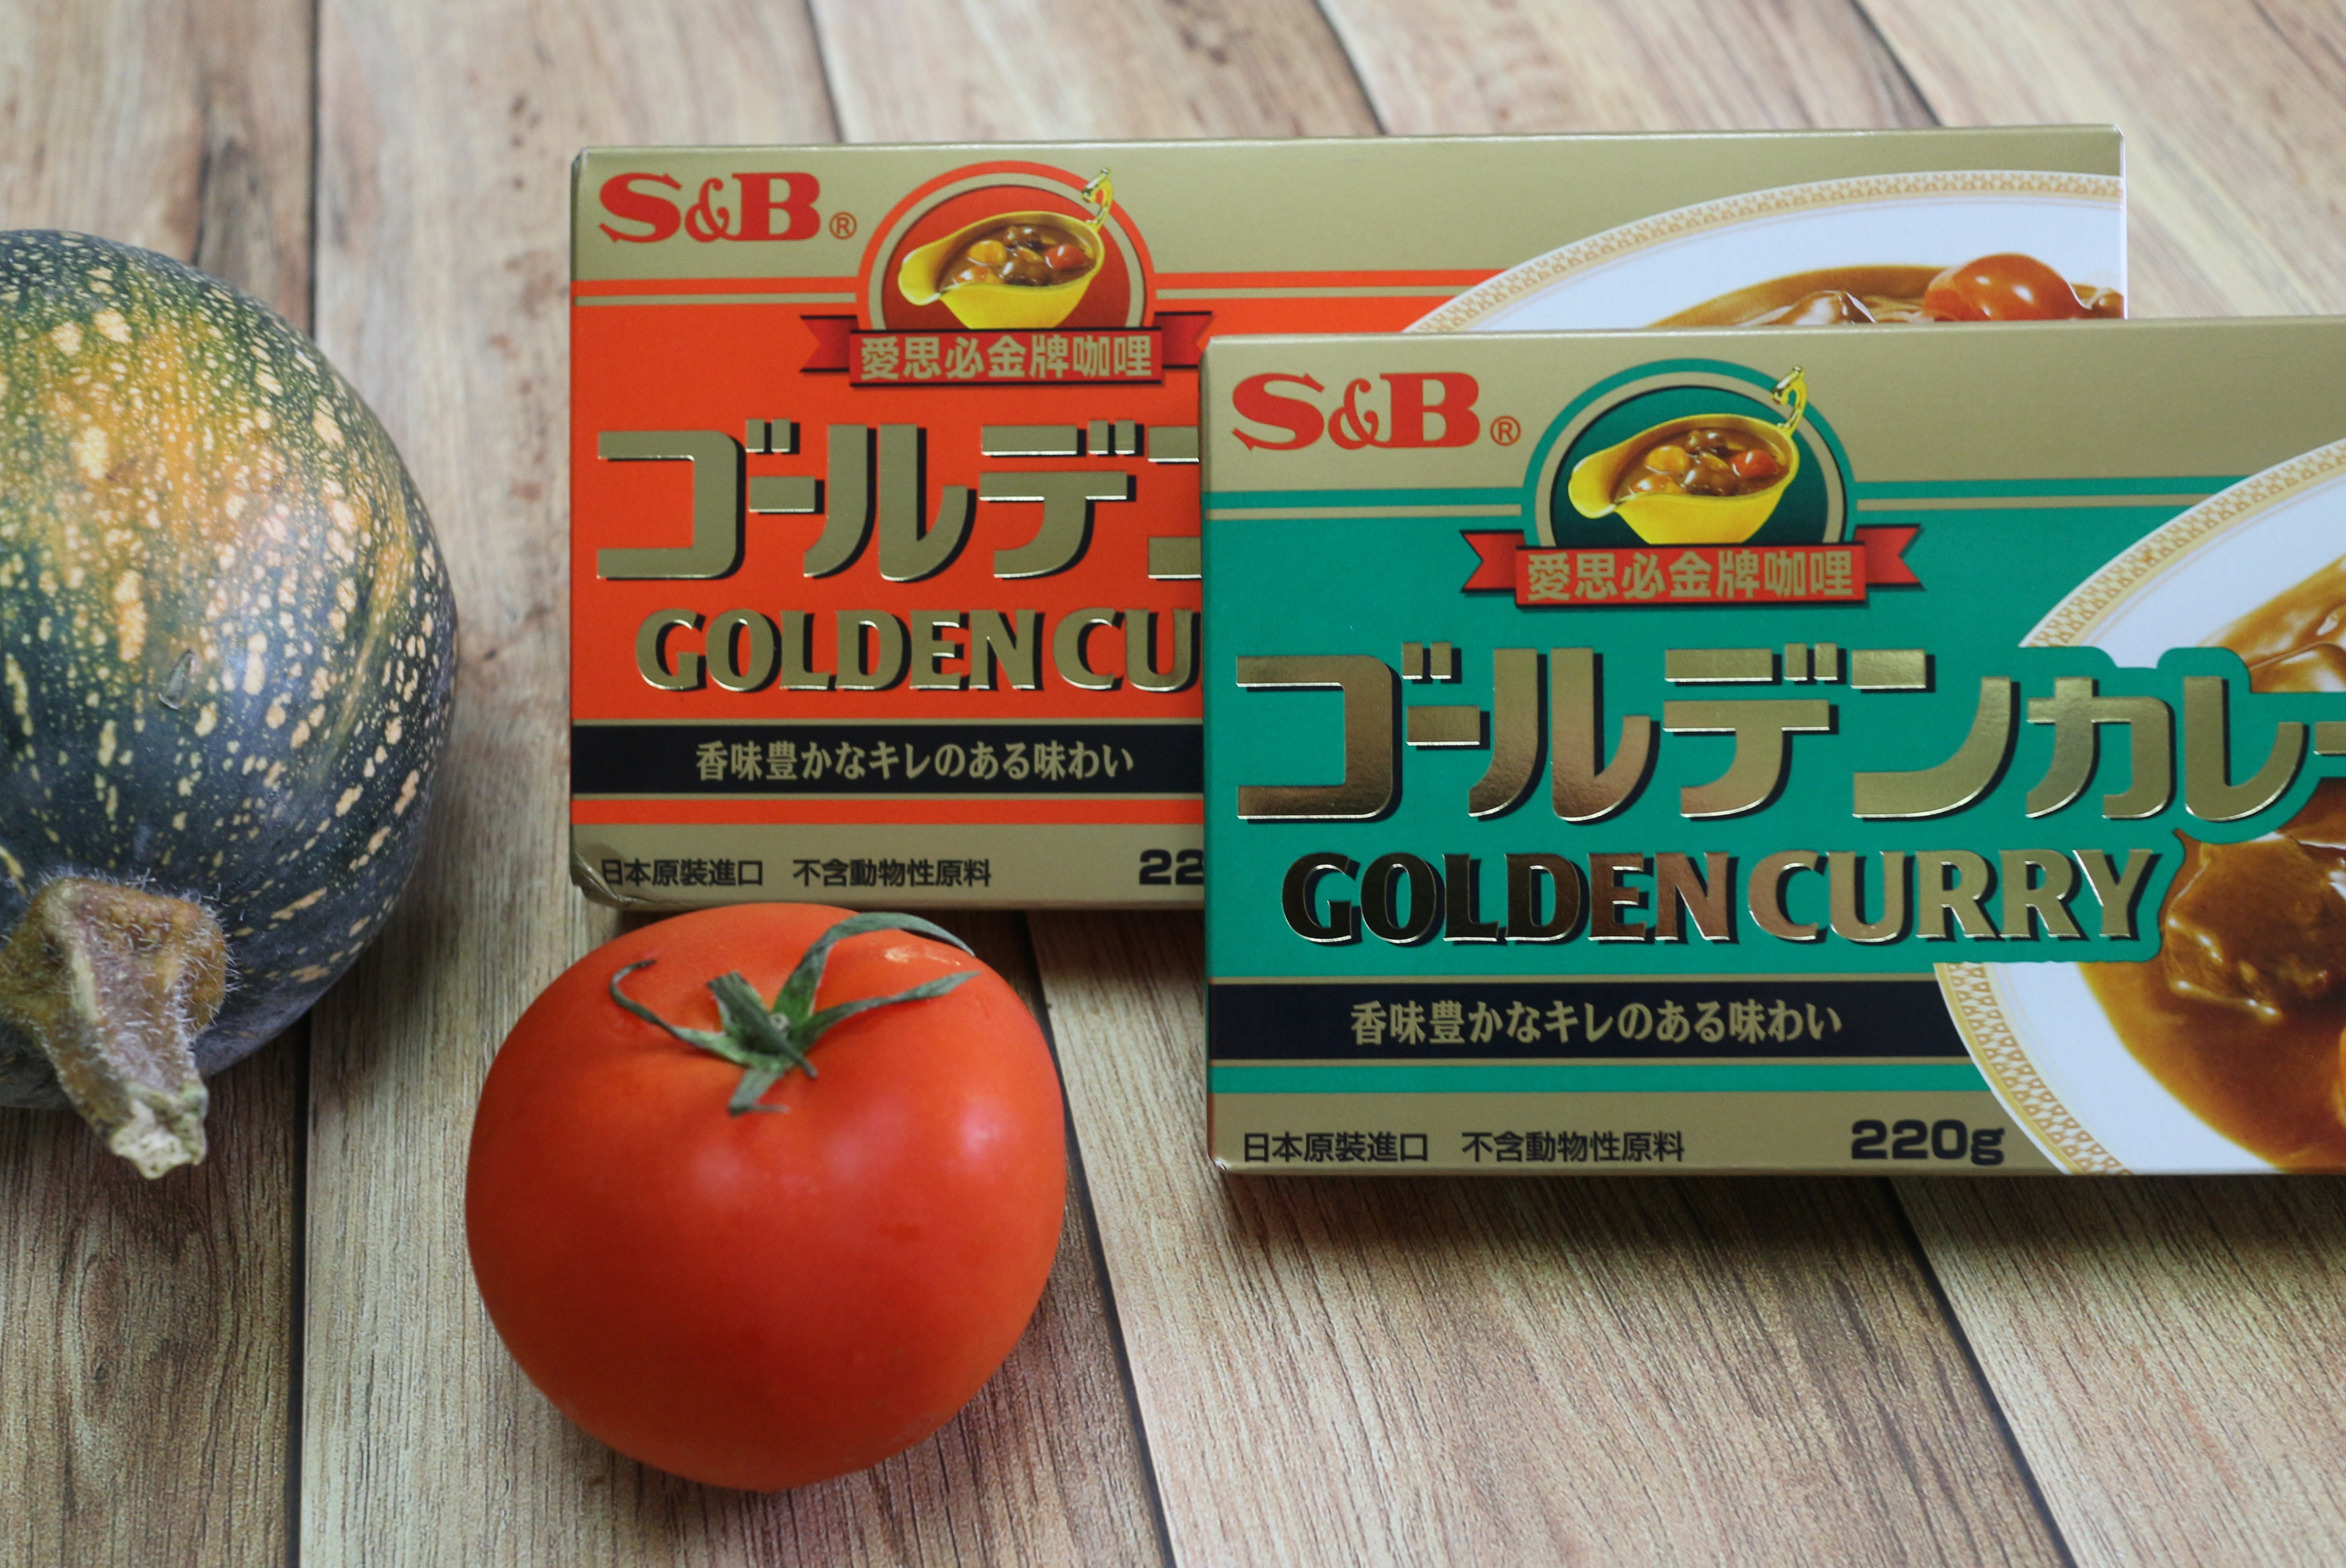 S&B®
愛思必金牌咖哩
ゴールデン
GOLDEN CU
香味豊かなキレのある味わい
日本原裝進口 不含動物性原料 22
S&B®
愛思必金牌咖哩
ゴールデンカレー
GOLDEN CURRY
香味豊かなキレのある味わい
日本原裝進口 不含動物性原料 220g